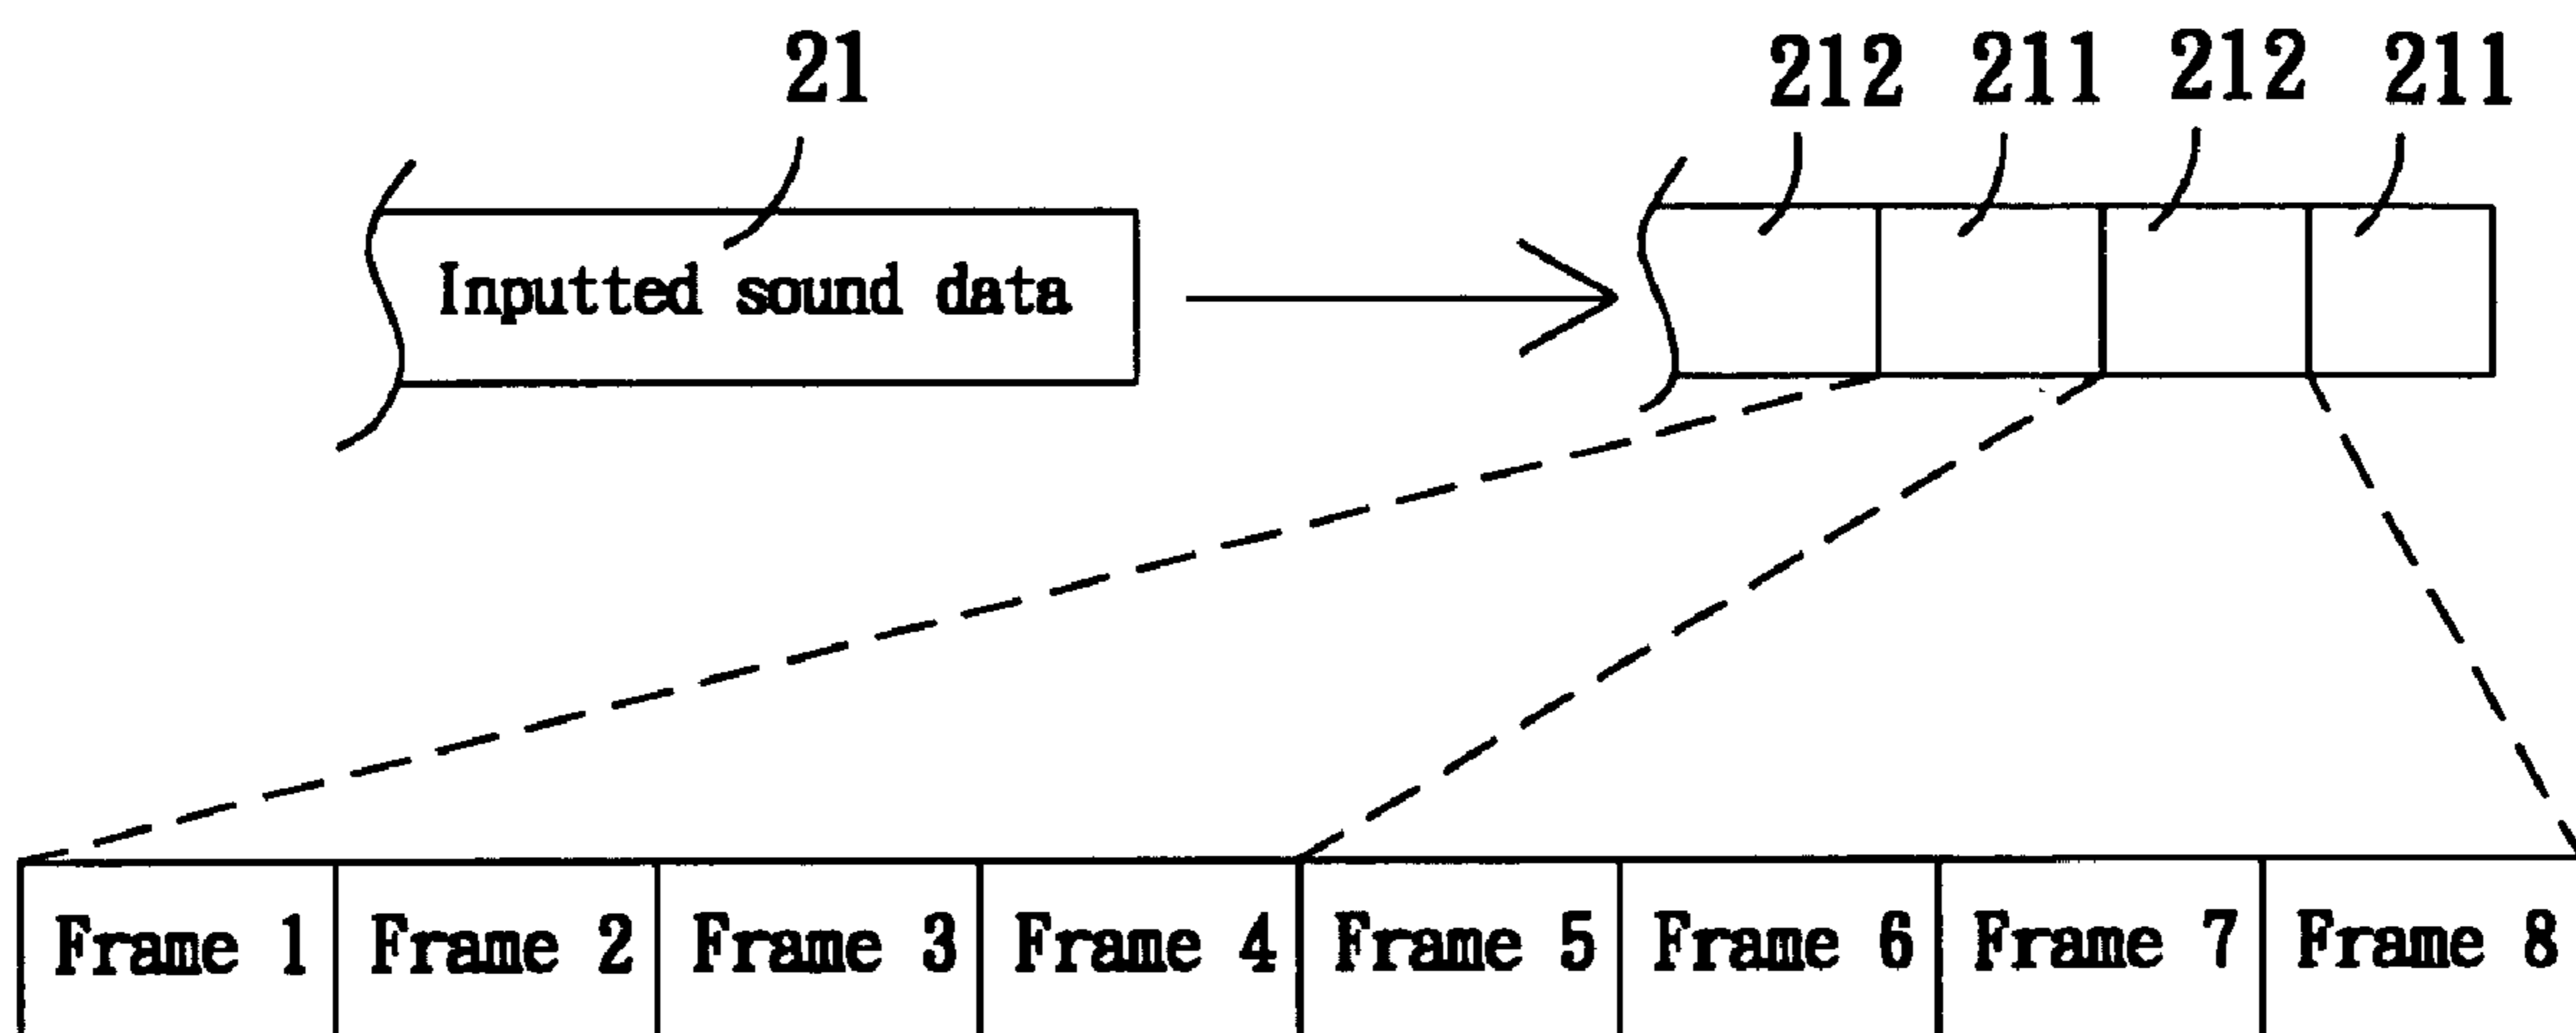 21
212 211 212 211
Inputted sound data
Frame 1 Frame 2 Frame 3 Frame 4 Frame 5 Frame 6 Frame 7 Frame 8